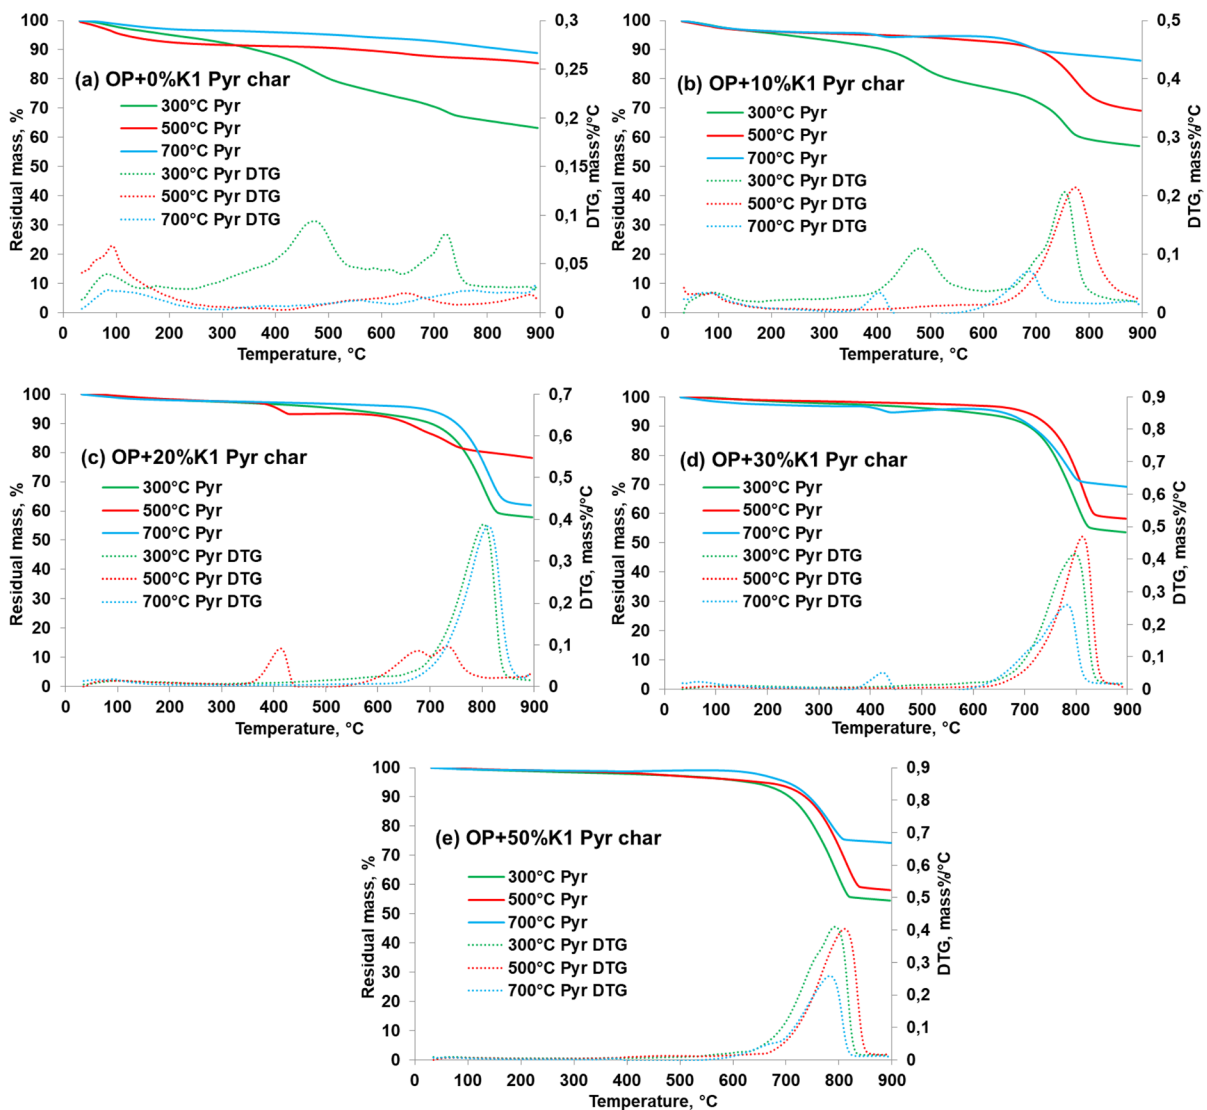 (a) OP+0%K1 Pyr char
300°C Pyr
500°C Pyr
700°C Pyr
300°C Pyr DTG
500°C Pyr DTG
700°C Pyr DTG
Residual mass, %
100
90
80
70
60
50
40
30
20
10
0
0 100 200 300 400 500 600 700 800 900
Temperature, °C
0,3
0,25
0,2
0,15
0,1
0,05
0
DTG, mass%/°C
(b) OP+10%K1 Pyr char
300°C Pyr
500°C Pyr
700°C Pyr
300°C Pyr DTG
500°C Pyr DTG
700°C Pyr DTG
Residual mass, %
100
90
80
70
60
50
40
30
20
10
0
0 100 200 300 400 500 600 700 800 900
Temperature, °C
0,5
0,4
0,3
0,2
0,1
0
DTG, mass%/°C
(c) OP+20%K1 Pyr char
300°C Pyr
500°C Pyr
700°C Pyr
300°C Pyr DTG
500°C Pyr DTG
700°C Pyr DTG
Residual mass, %
100
90
80
70
60
50
40
30
20
10
0
0 100 200 300 400 500 600 700 800 900
Temperature, °C
0,7
0,6
0,5
0,4
0,3
0,2
0,1
0
DTG, mass%/°C
(d) OP+30%K1 Pyr char
300°C Pyr
500°C Pyr
700°C Pyr
300°C Pyr DTG
500°C Pyr DTG
700°C Pyr DTG
Residual mass, %
100
90
80
70
60
50
40
30
20
10
0
0 100 200 300 400 500 600 700 800 900
Temperature, °C
0,9
0,8
0,7
0,6
0,5
0,4
0,3
0,2
0,1
0
DTG, mass%/°C
(e) OP+50%K1 Pyr char
300°C Pyr
500°C Pyr
700°C Pyr
300°C Pyr DTG
500°C Pyr DTG
700°C Pyr DTG
Residual mass, %
100
90
80
70
60
50
40
30
20
10
0
0 100 200 300 400 500 600 700 800 900
Temperature, °C
0,9
0,8
0,7
0,6
0,5
0,4
0,3
0,2
0,1
0
DTG, mass%/°C